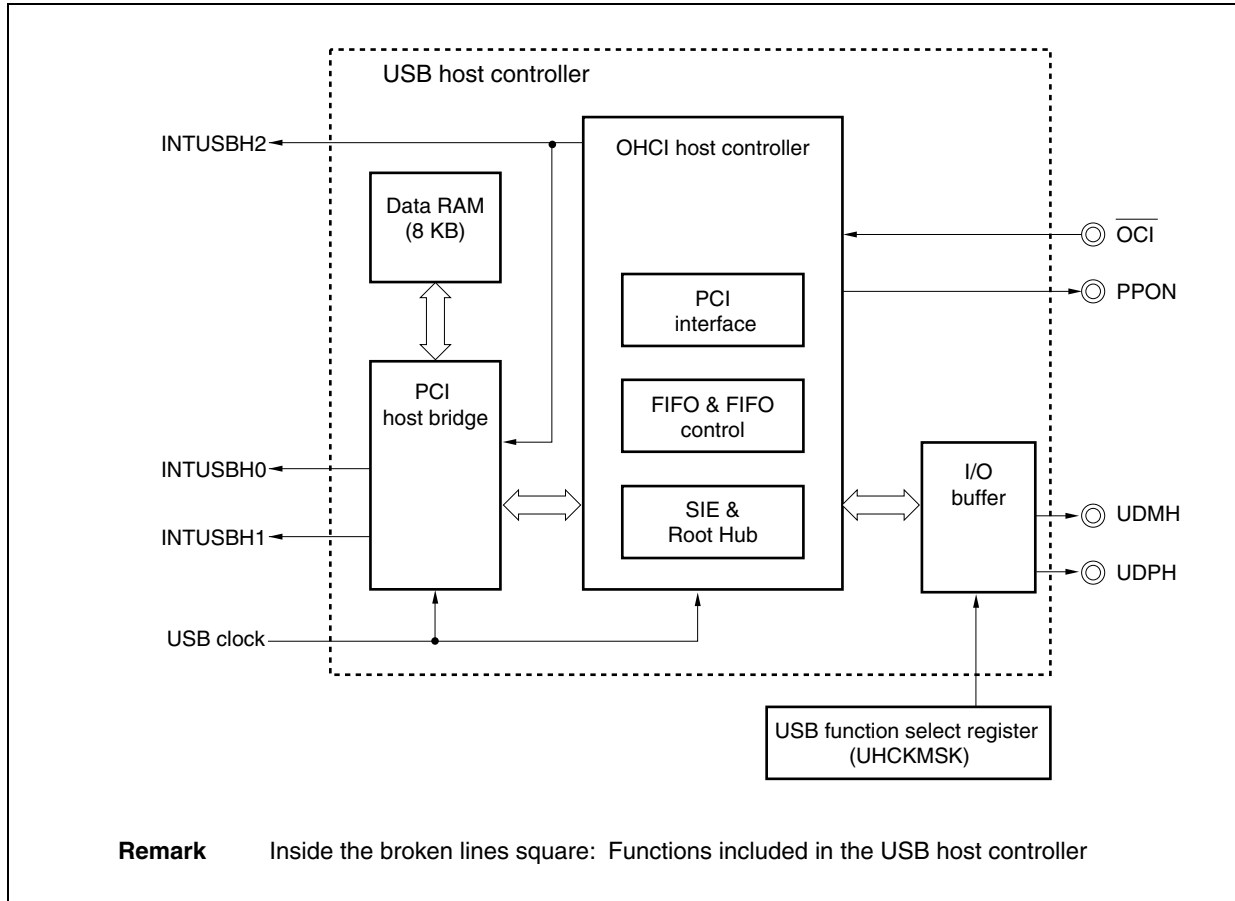 USB host controller
INTUSBH2
OHCI host controller
Data RAM
(8 KB)
OCI
PPON
PCI
interface
PCI
host bridge
FIFO & FIFO
control
I/O
buffer
INTUSBH0
SIE &
Root Hub
UDMH
INTUSBH1
UDPH
USB clock
USB function select register
(UHCKMSK)
Remark Inside the broken lines square: Functions included in the USB host controller